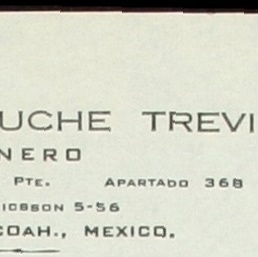 UCHE TREVI
NERO
PTE. APARTADO 368
ICSSON 5-56
COAH., MEXICO.